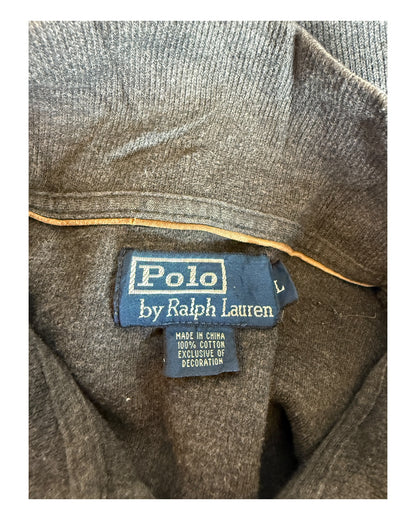 Polo
by Ralph Lauren
L
MADE IN CHINA
100% COTTON
EXCLUSIVE OF
DECORATION